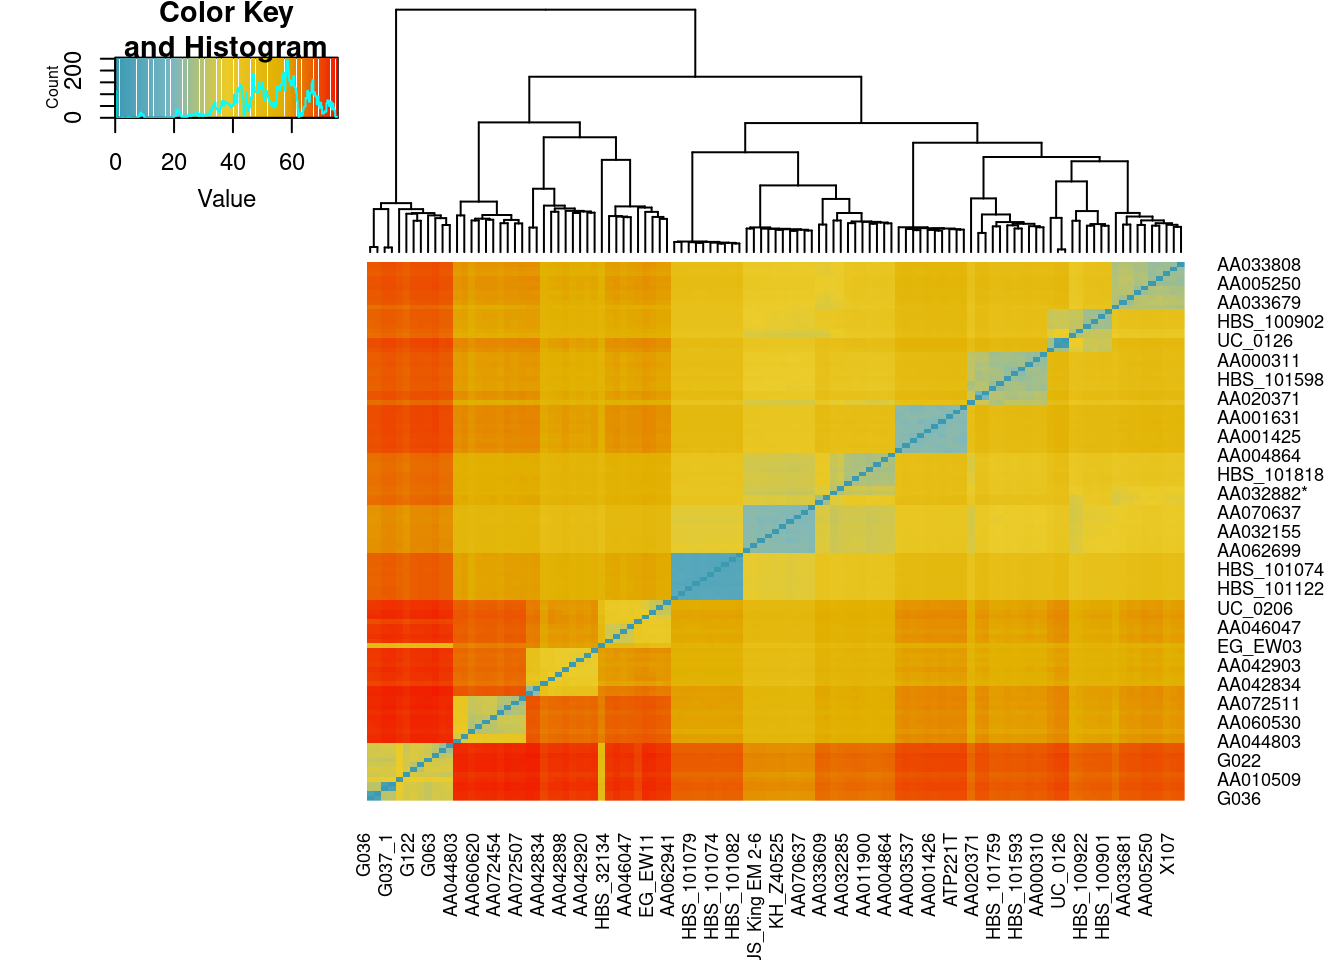 Color Key
and Histogram
Count
0
200
0 20 40 60
Value
AA033808
AA005250
AA033679
HBS_100902
UC_0126
AA000311
HBS_101598
AA020371
AA001631
AA001425
AA004864
HBS_101818
AA032882*
AA070637
AA032155
AA062699
HBS_101074
HBS_101122
UC_0206
AA046047
EG_EW03
AA042903
AA042834
AA072511
AA060530
AA044803
G022
AA010509
G036
G036
G037_1
G122
G063
AA044803
AA060620
AA072454
AA072507
AA042834
AA042898
AA042920
HBS_32134
AA046047
EG_EW11
AA062941
HBS_101079
HBS_101074
HBS_101082
JS_King EM 2-6
KH_Z40525
AA070637
AA033609
AA032285
AA011900
AA004864
AA003537
AA001426
ATP221T
AA020371
HBS_101759
HBS_101593
AA000310
UC_0126
HBS_100922
HBS_100901
AA033681
AA005250
X107